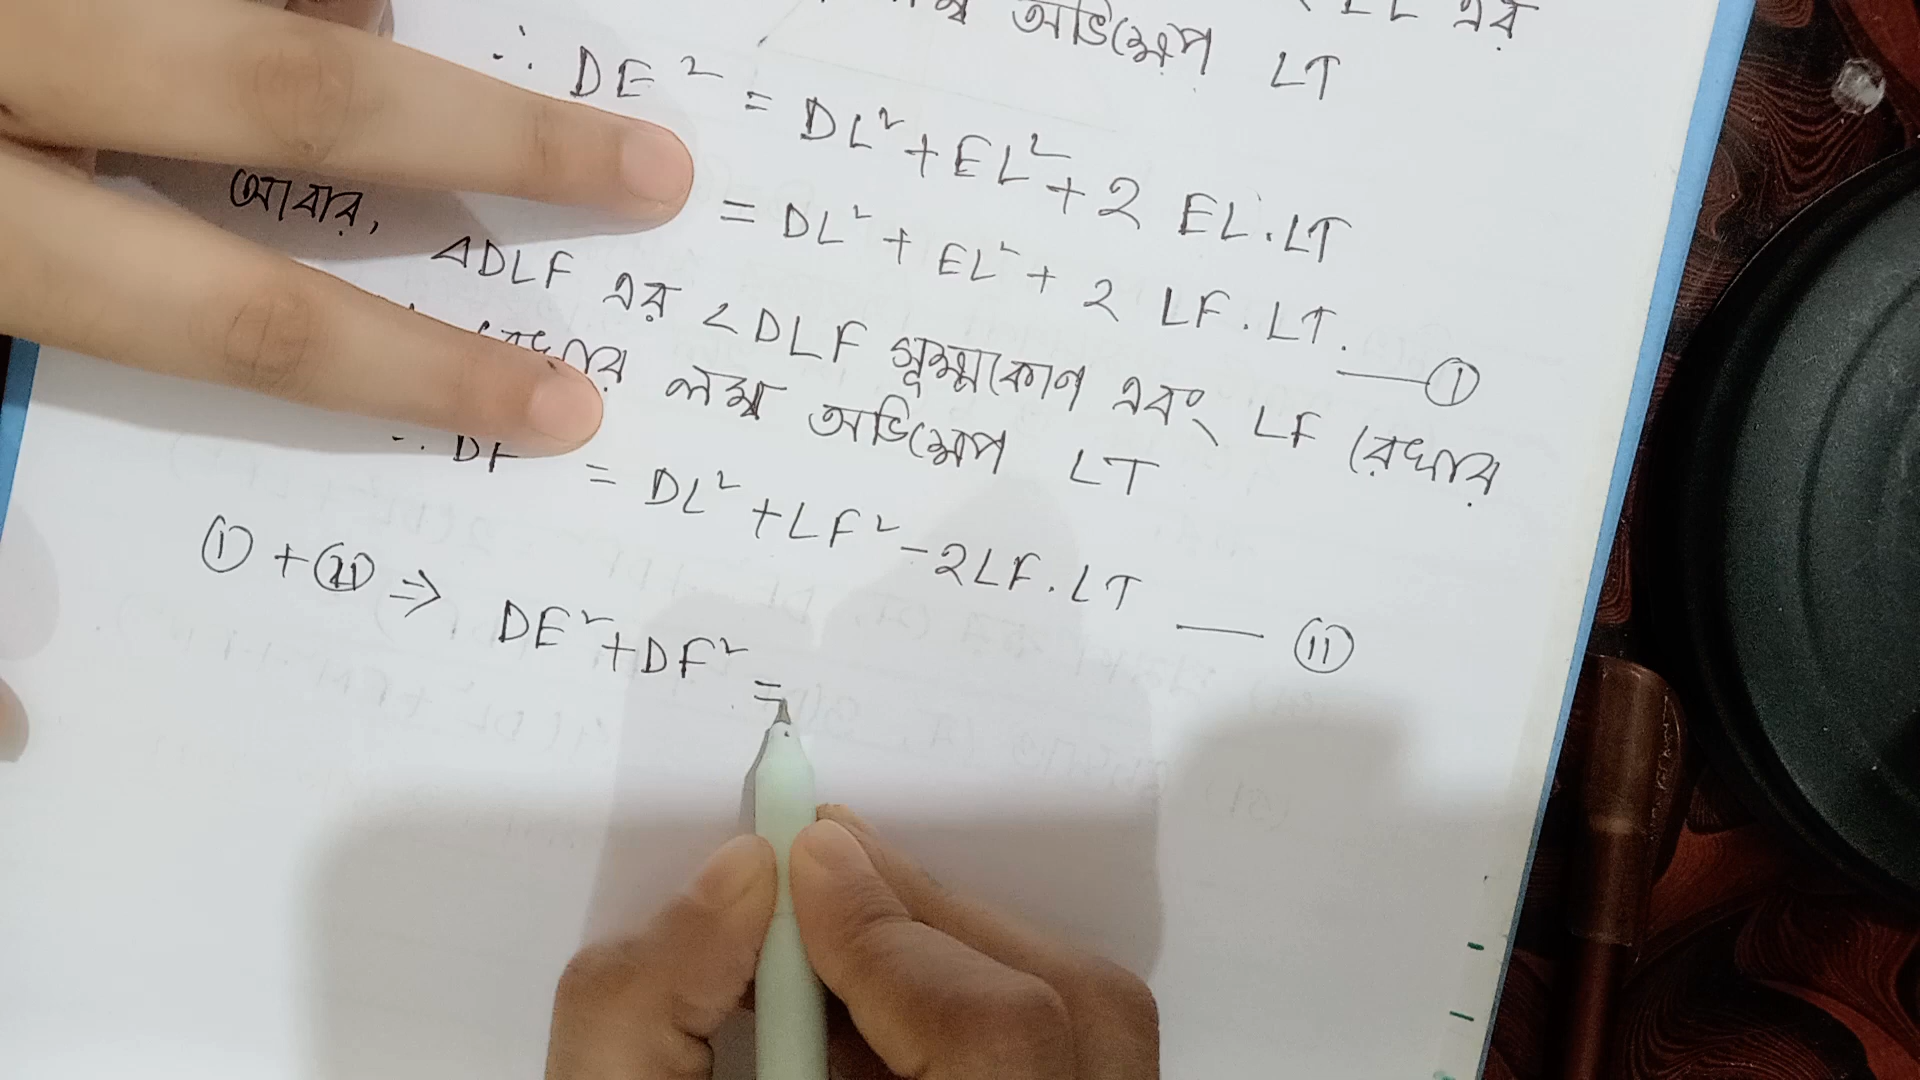 অভিক্ষেপ LT
∴ DE² = DL² + EL² + 2 EL.LT
= DL² + EL² + 2 LF.LT. — (i)
আবার,
△DLF এর ∠DLF সূক্ষ্মকোণ এবং LF রেখার
লম্ব অভিক্ষেপ LT
∴ DF = DL² + LF² - 2LF.LT — (ii)
(i) + (ii) ⇒ DE² + DF² =